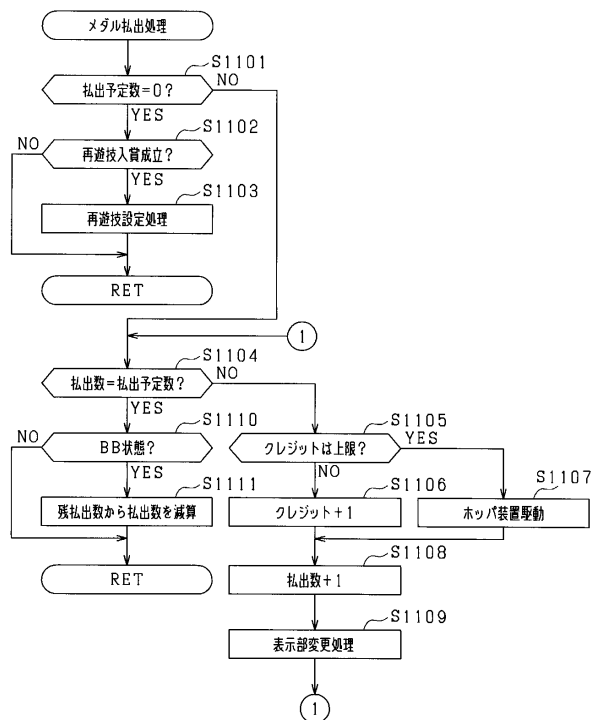 メダル払出処理
S1101
払出予定数=0?
NO
YES
S1102
NO
再遊技入賞成立?
YES
S1103
再遊技設定処理
RET
1
S1104
払出数=払出予定数?
NO
YES
S1110
NO
BB状態?
YES
S1111
残払出数から払出数を減算
RET
S1105
クレジットは上限?
YES
NO
S1106
クレジット+1
S1107
ホッパ装置駆動
S1108
払出数+1
S1109
表示部変更処理
1